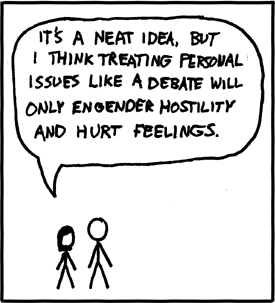 IT'S A NEAT IDEA, BUT
I THINK TREATING PERSONAL
ISSUES LIKE A DEBATE WILL
ONLY ENGENDER HOSTILITY
AND HURT FEELINGS.